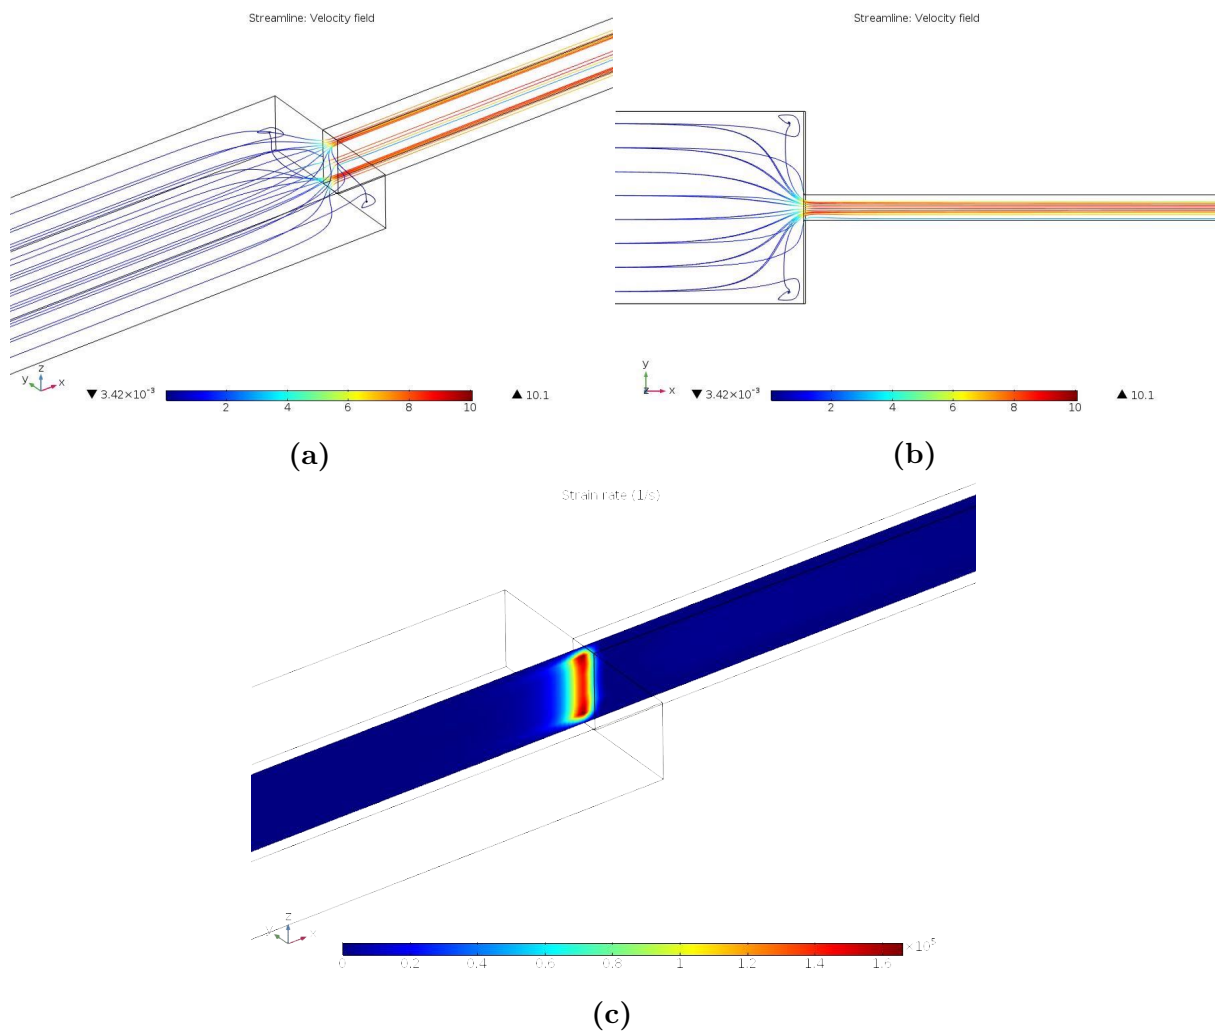 Streamline: Velocity field
z
y x
▼ 3.42×10⁻³
2 4 6 8 10
▲ 10.1
(a)
Streamline: Velocity field
y
z x
▼ 3.42×10⁻³
2 4 6 8 10
▲ 10.1
(b)
Strain rate (1/s)
z
y x
0 0.2 0.4 0.6 0.8 1 1.2 1.4 1.6 ×10⁵
(c)